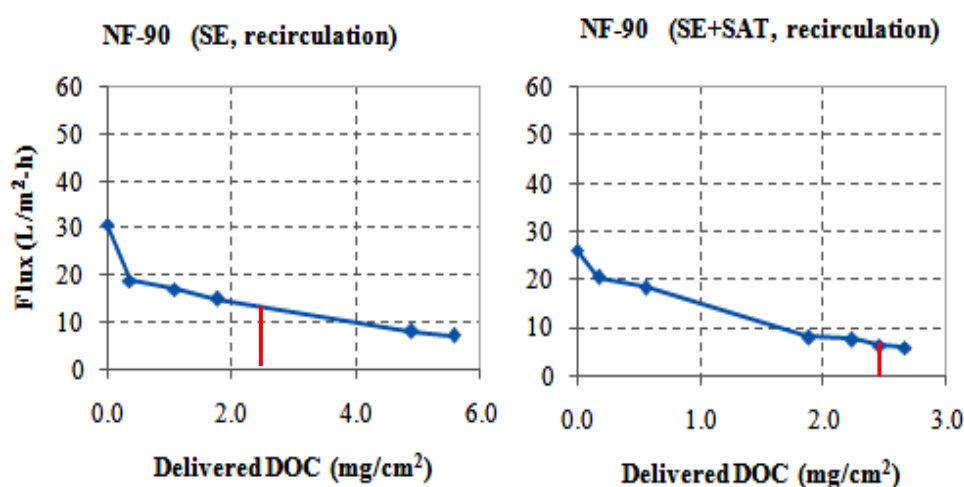 NF-90 (SE, recirculation)
Flux (L/m²-h)
60
50
40
30
20
10
0
0.0 2.0 4.0 6.0
Delivered DOC (mg/cm²)
NF-90 (SE+SAT, recirculation)
60
50
40
30
20
10
0
0.0 1.0 2.0 3.0
Delivered DOC (mg/cm²)